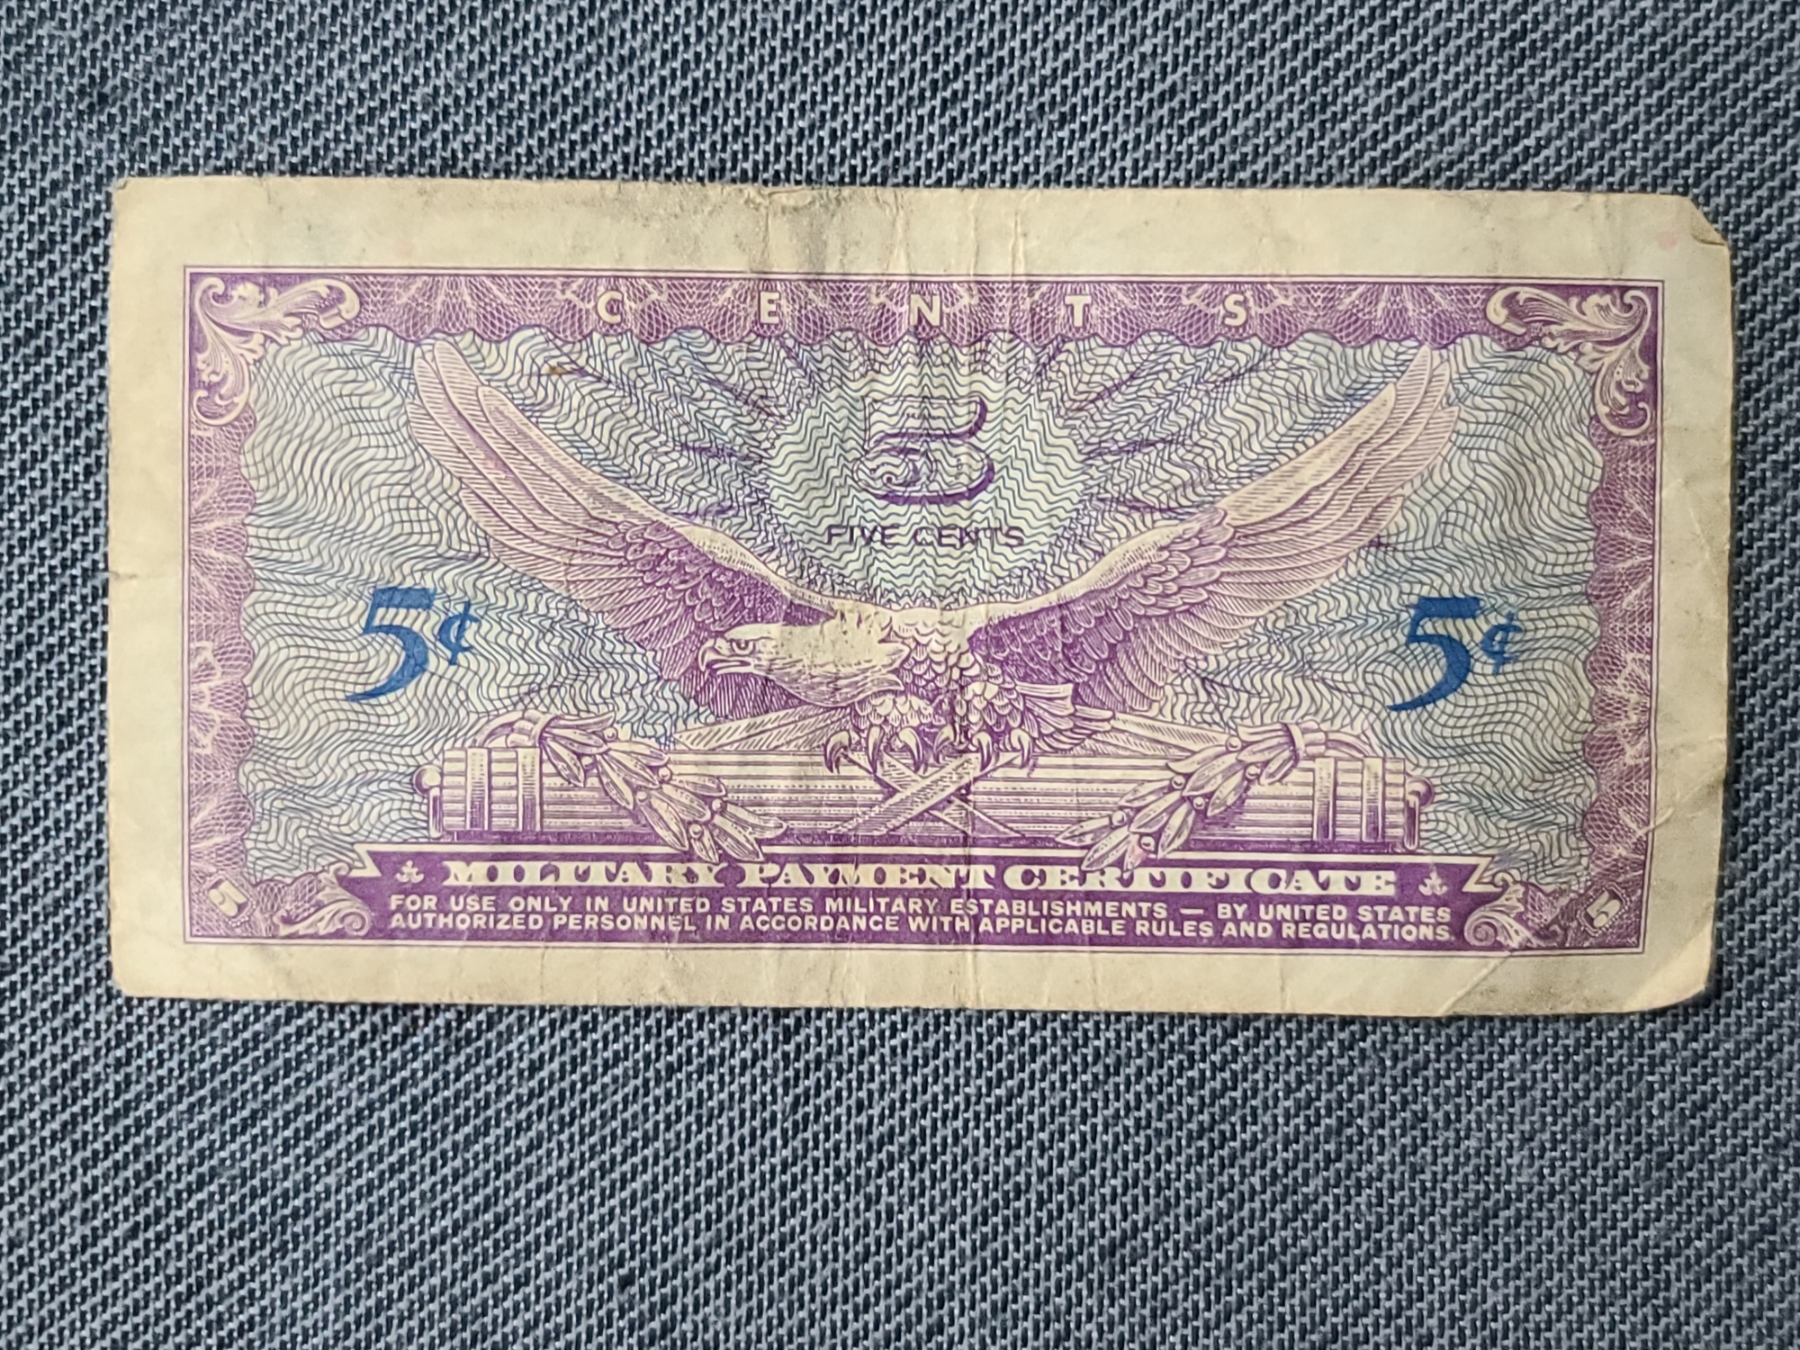 CENTS
5
FIVE CENTS
5¢ 5¢
MILITARY PAYMENT CERTIFICATE
5 FOR USE ONLY IN UNITED STATES MILITARY ESTABLISHMENTS — BY UNITED STATES 5
AUTHORIZED PERSONNEL IN ACCORDANCE WITH APPLICABLE RULES AND REGULATIONS.